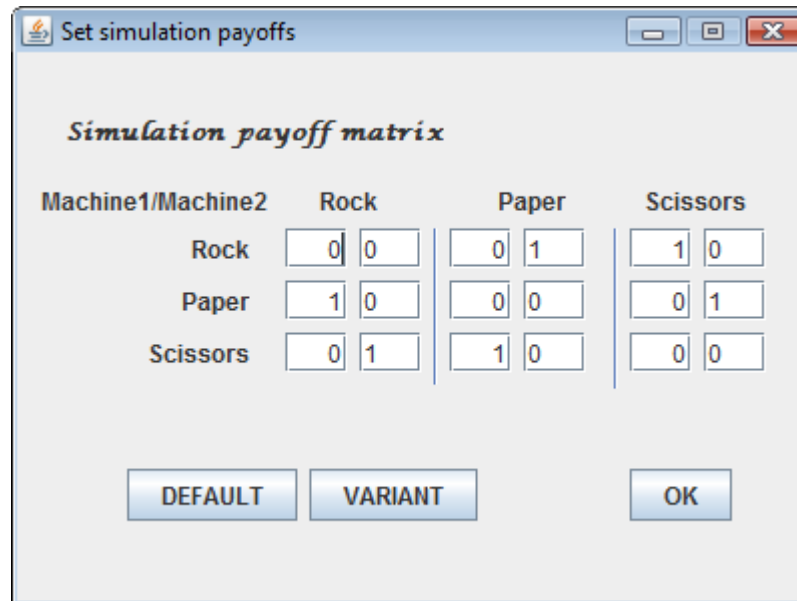 Set simulation payoffs
Simulation payoff matrix
Machine1/Machine2 Rock Paper Scissors
Rock 0 0 0 1 1 0
Paper 1 0 0 0 0 1
Scissors 0 1 1 0 0 0
DEFAULT VARIANT OK